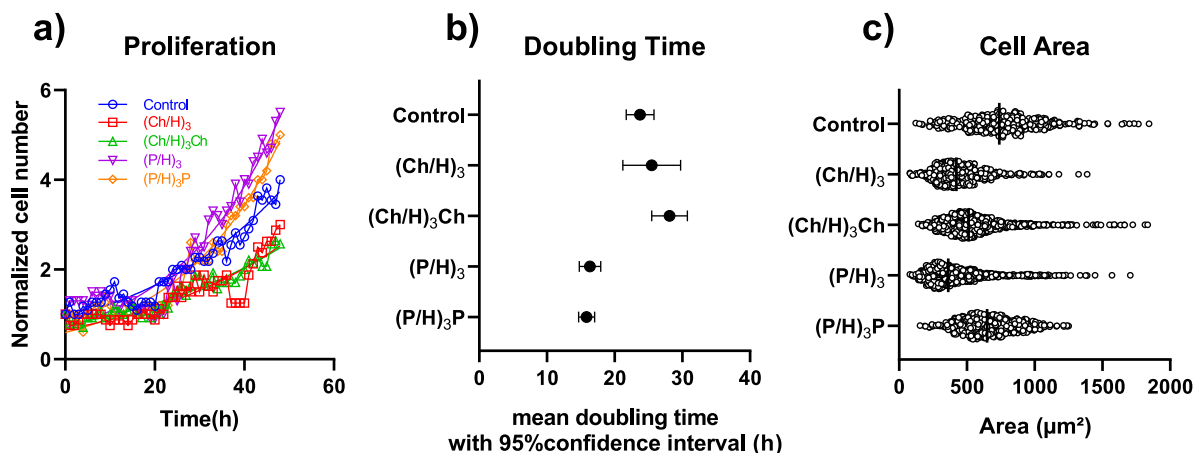 a)
Proliferation
Normalized cell number
6
4
2
0
Control
(Ch/H)₃
(Ch/H)₃Ch
(P/H)₃
(P/H)₃P
0
20
40
60
Time(h)
b)
Doubling Time
Control
(Ch/H)₃
(Ch/H)₃Ch
(P/H)₃
(P/H)₃P
0
10
20
30
40
mean doubling time
with 95%confidence interval (h)
c)
Cell Area
Control
(Ch/H)₃
(Ch/H)₃Ch
(P/H)₃
(P/H)₃P
0
500
1000
1500
2000
Area (µm²)